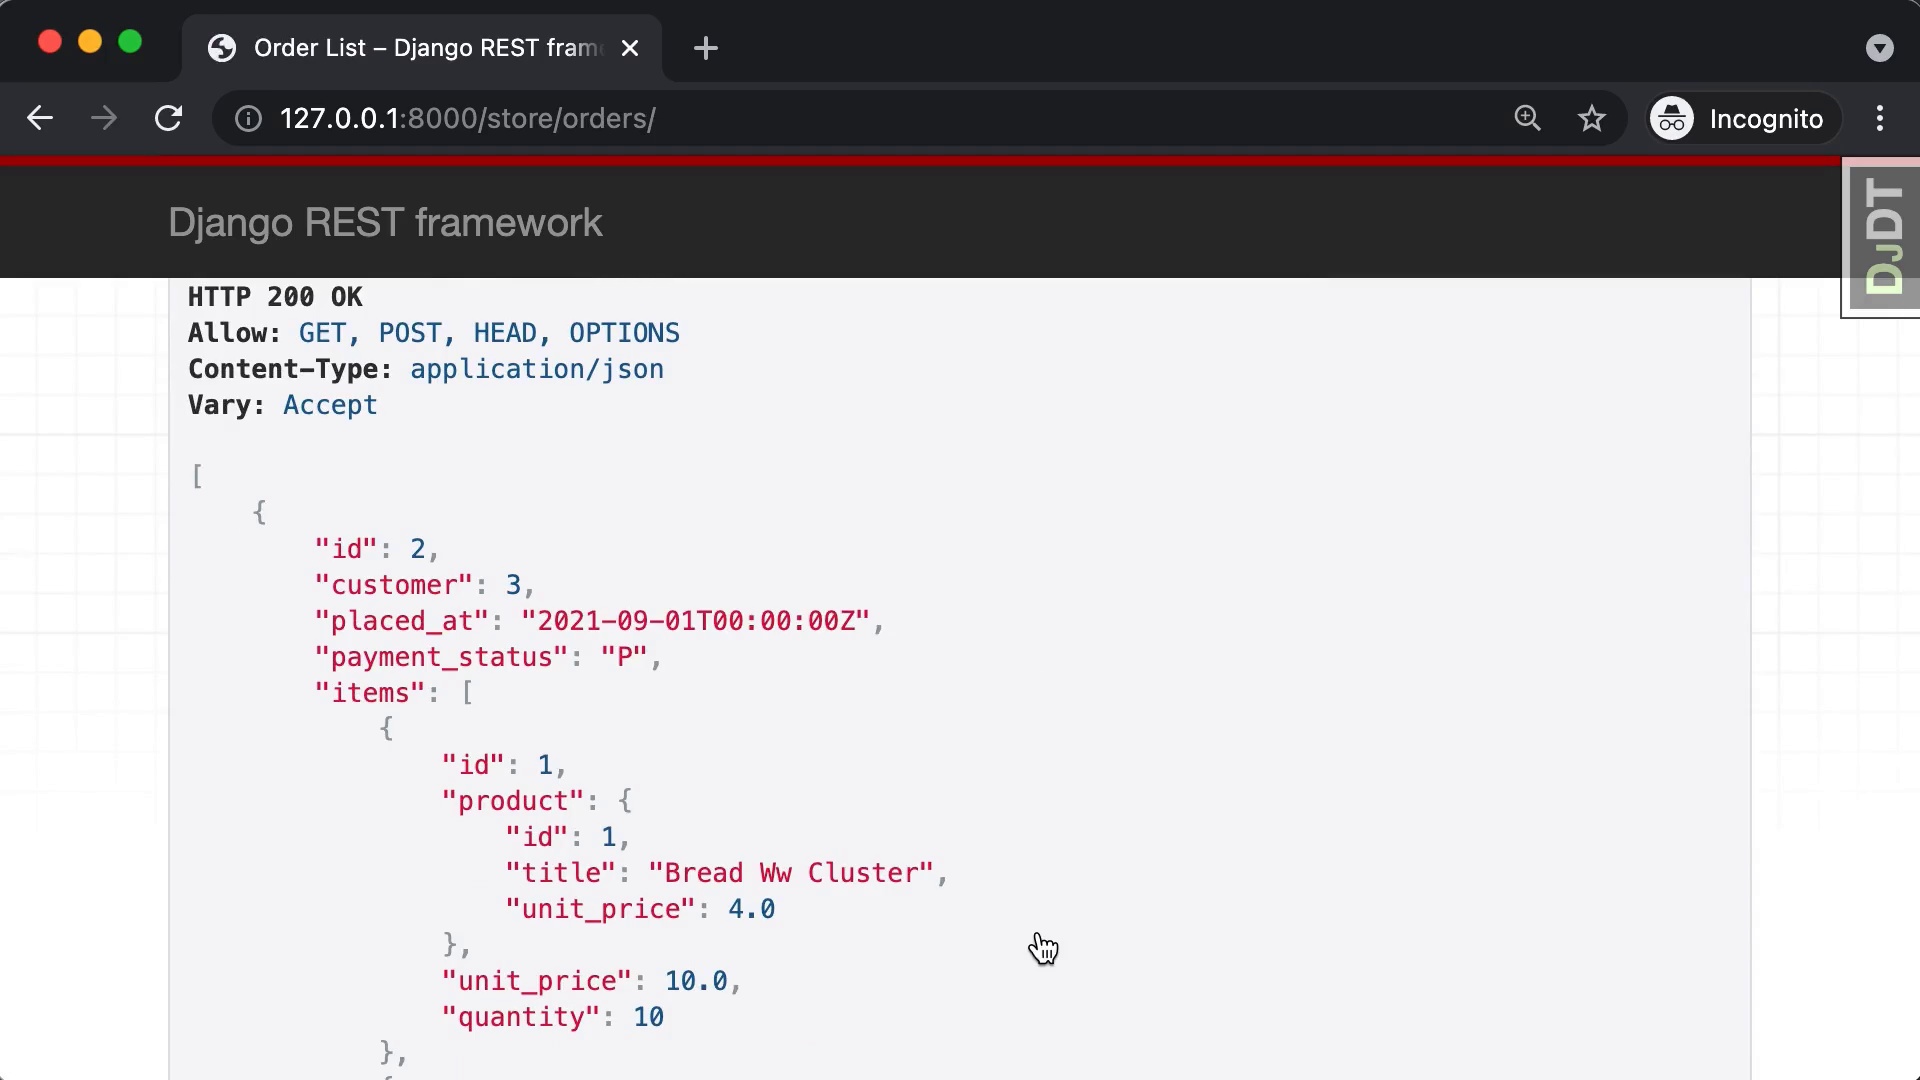 Order List – Django REST fram
127.0.0.1:8000/store/orders/
Incognito
Django REST framework
DJDT
HTTP 200 OK
Allow: GET, POST, HEAD, OPTIONS
Content-Type: application/json
Vary: Accept
[
    {
        "id": 2,
        "customer": 3,
        "placed_at": "2021-09-01T00:00:00Z",
        "payment_status": "P",
        "items": [
            {
                "id": 1,
                "product": {
                    "id": 1,
                    "title": "Bread Ww Cluster",
                    "unit_price": 4.0
                },
                "unit_price": 10.0,
                "quantity": 10
            },